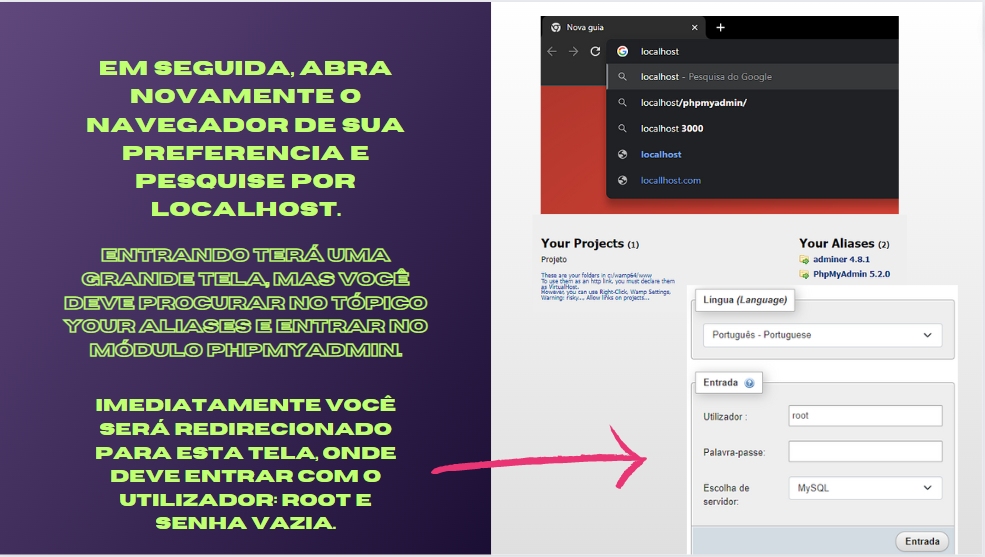 EM SEGUIDA, ABRA
NOVAMENTE O
NAVEGADOR DE SUA
PREFERENCIA E
PESQUISE POR
LOCALHOST.
ENTRANDO TERÁ UMA
GRANDE TELA, MAS VOCÊ
DEVE PROCURAR NO TÓPICO
YOUR ALIASES E ENTRAR NO
MÓDULO PHPMYADMIN.
IMEDIATAMENTE VOCÊ
SERÁ REDIRECIONADO
PARA ESTA TELA, ONDE
DEVE ENTRAR COM O
UTILIZADOR: ROOT E
SENHA VAZIA.
Nova guia
localhost
localhost - Pesquisa do Google
localhost/phpmyadmin/
localhost 3000
localhost
locallhost.com
Your Projects (1)
Projeto
These are your folders in c:/wamp64/www
To use them as an http link, you must declare them
as VirtualHost.
However, you can use Right-Click, Wamp Settings,
Warning: risky..., Allow links on projects...
Your Aliases (2)
adminer 4.8.1
PhpMyAdmin 5.2.0
Língua (Language)
Português - Portuguese
Entrada
Utilizador :
root
Palavra-passe:
Escolha de
servidor:
MySQL
Entrada